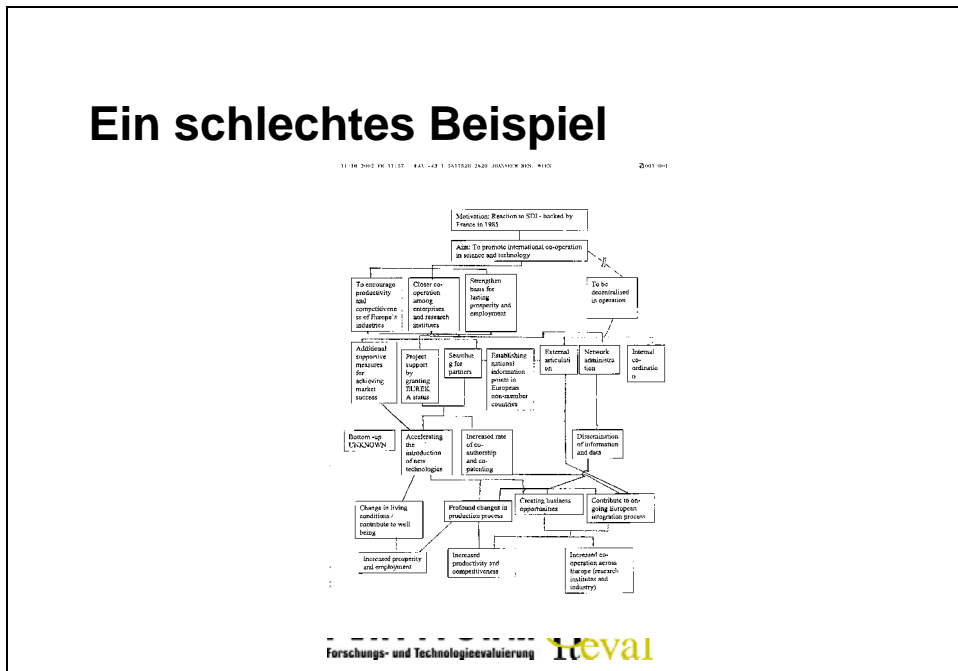 Ein schlechtes Beispiel
Motivation: Reaction to SDI - backed by
France in 1985
Aim: To promote international co-operation
in science and technology
To encourage
productivity
and
competitivene
ss of Europe's
industries
Closer co-
operation
among
enterprises
and research
institutes
Strengthen
basis for
lasting
prosperity and
employment
To be
decentralised
in operation
Additional
supportive
measures
for
achieving
market
success
Project
support
by
granting
EUREK
A status
Searchin
g for
partners
Establishing
national
information
points in
European
non-member
countries
External
articulati
on
Network
administra
tion
Internal
co-
ordinatio
n
Bottom-up
UNKNOWN
Accelerating
the
introduction
of new
technologies
Increased rate
of co-
authorship
and co-
patenting
Dissemination
of information
and data
Change in living
conditions /
contribute to well
being
Profound changes in
production process
Creating business
opportunities
Contribute to on-
going European
integration process
Increased prosperity
and employment
Increased
productivity and
competitiveness
Increased co-
operation across
Europe (research
institutes and
industry)
Forschungs- und Technologieevaluierung